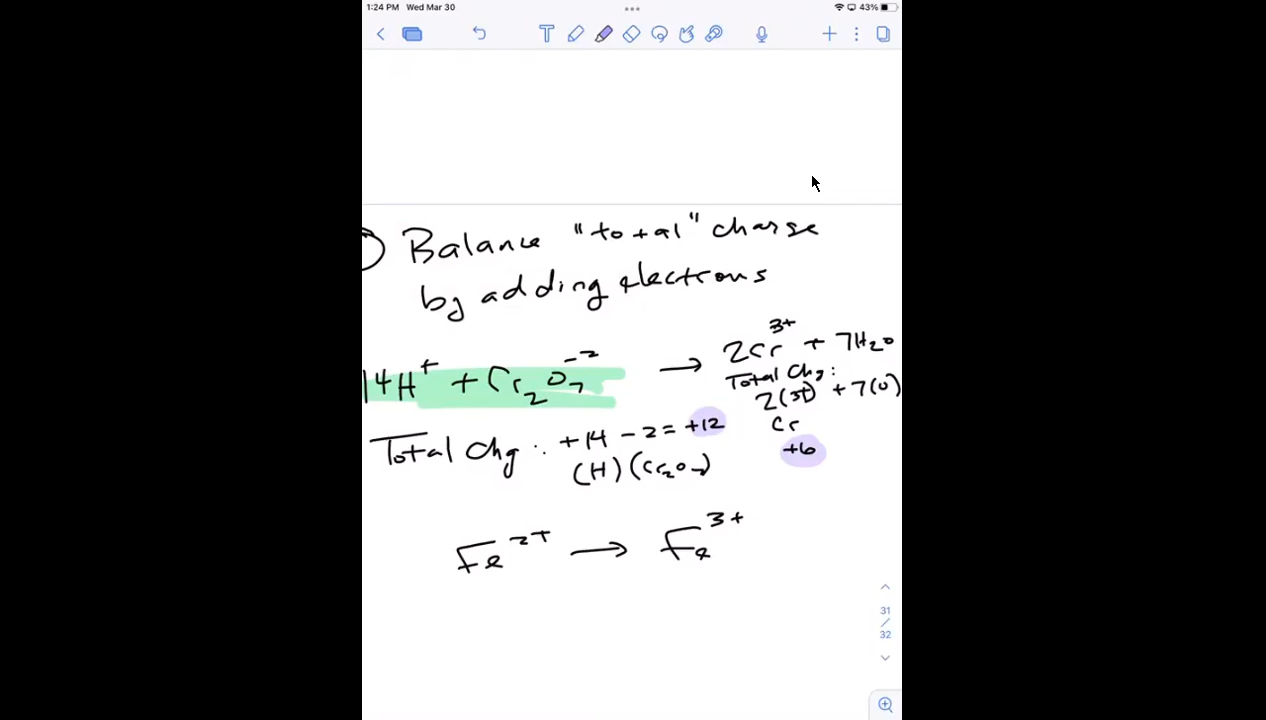 1:24 PM Wed Mar 30
43%
T
) Balance "total" charge
by adding electrons
14H⁺ + Cr₂O₇⁻² → 2Cr³⁺ + 7H₂O
Total Chg:
2(3+) + 7(0)
Cr
+6
Total Chg: +14 - 2 = +12
(H) (Cr₂O₇)
Fe²⁺ → Fe³⁺
31
/
32